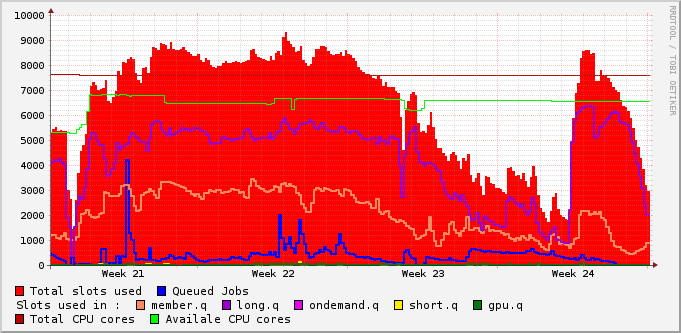 10000
9000
8000
7000
6000
5000
4000
3000
2000
1000
0
Week 21 Week 22 Week 23 Week 24
Total slots used Queued Jobs
Slots used in : member.q long.q ondemand.q short.q gpu.q
Total CPU cores Availale CPU cores
RRDTOOL / TOBI OETIKER